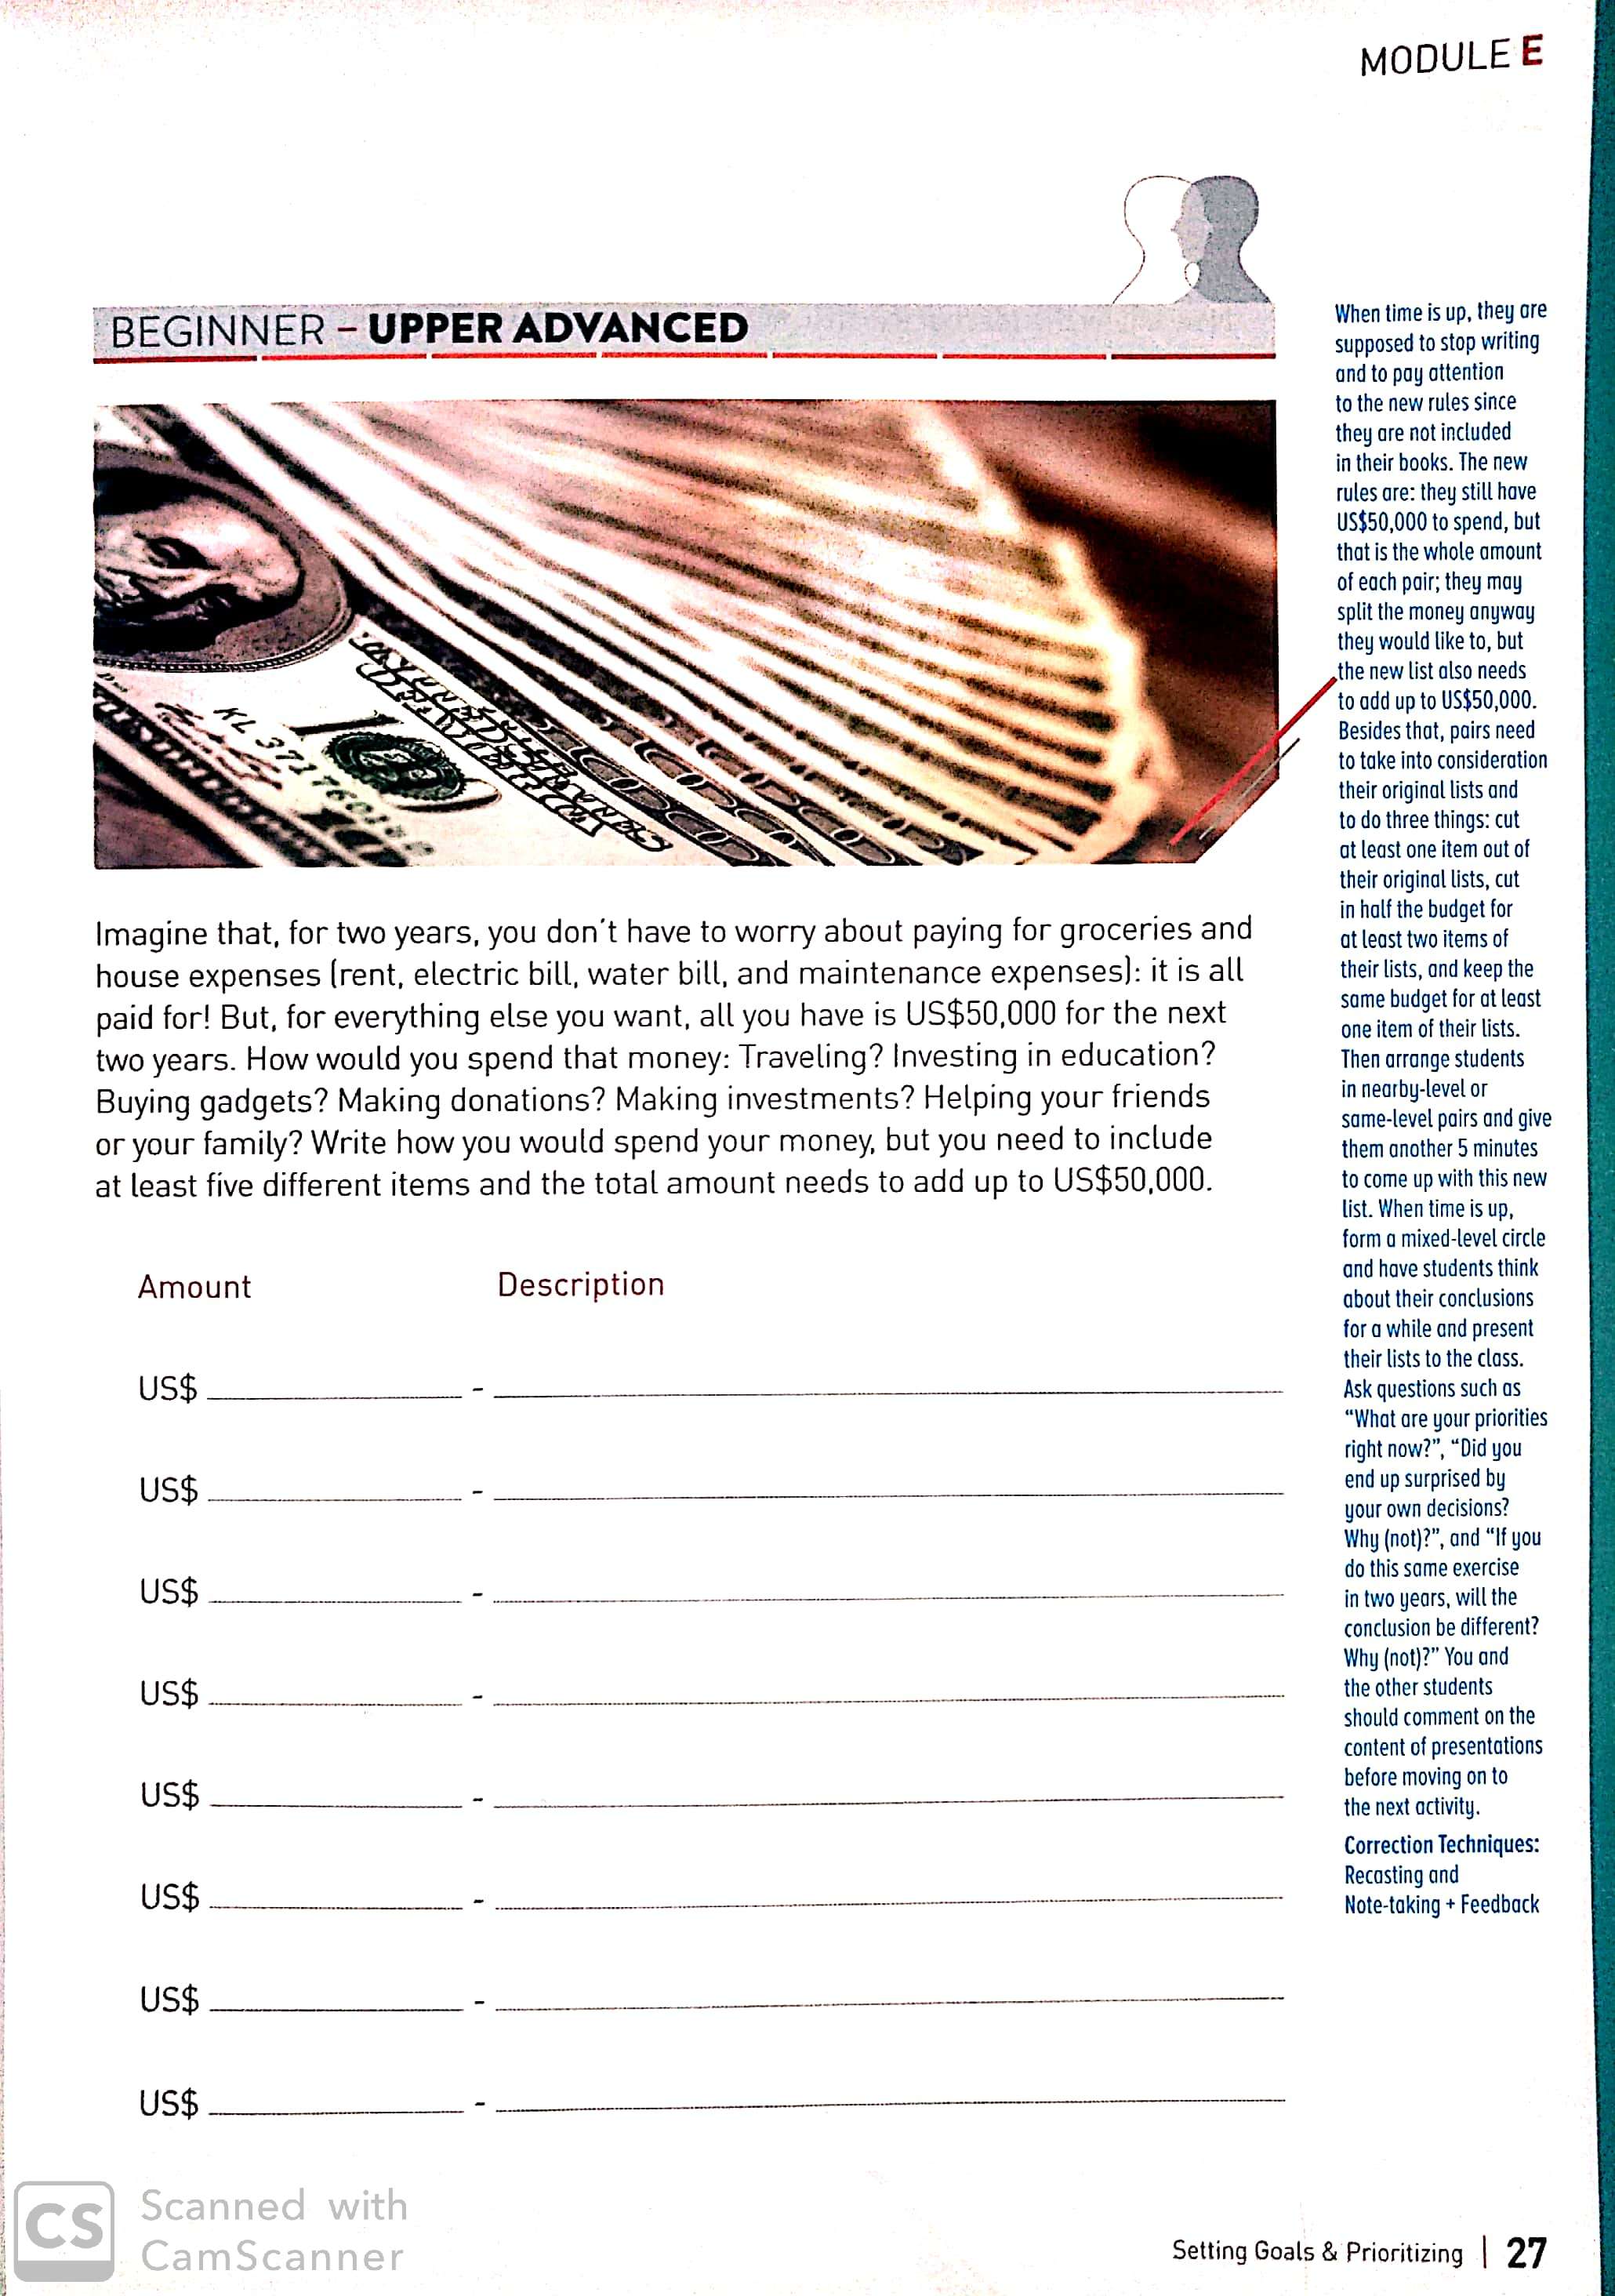 MODULE E
BEGINNER – UPPER ADVANCED
KL 3717601
Imagine that, for two years, you don't have to worry about paying for groceries and
house expenses (rent, electric bill, water bill, and maintenance expenses): it is all
paid for! But, for everything else you want, all you have is US$50,000 for the next
two years. How would you spend that money: Traveling? Investing in education?
Buying gadgets? Making donations? Making investments? Helping your friends
or your family? Write how you would spend your money, but you need to include
at least five different items and the total amount needs to add up to US$50,000.
Amount Description
US$ -
US$ -
US$ -
US$ -
US$ -
US$ -
US$ -
US$ -
When time is up, they are
supposed to stop writing
and to pay attention
to the new rules since
they are not included
in their books. The new
rules are: they still have
US$50,000 to spend, but
that is the whole amount
of each pair; they may
split the money anyway
they would like to, but
the new list also needs
to add up to US$50,000.
Besides that, pairs need
to take into consideration
their original lists and
to do three things: cut
at least one item out of
their original lists, cut
in half the budget for
at least two items of
their lists, and keep the
same budget for at least
one item of their lists.
Then arrange students
in nearby-level or
same-level pairs and give
them another 5 minutes
to come up with this new
list. When time is up,
form a mixed-level circle
and have students think
about their conclusions
for a while and present
their lists to the class.
Ask questions such as
“What are your priorities
right now?”, “Did you
end up surprised by
your own decisions?
Why (not)?”, and “If you
do this same exercise
in two years, will the
conclusion be different?
Why (not)?” You and
the other students
should comment on the
content of presentations
before moving on to
the next activity.
Correction Techniques:
Recasting and
Note-taking + Feedback
CS
Scanned with
CamScanner
Setting Goals & Prioritizing | 27